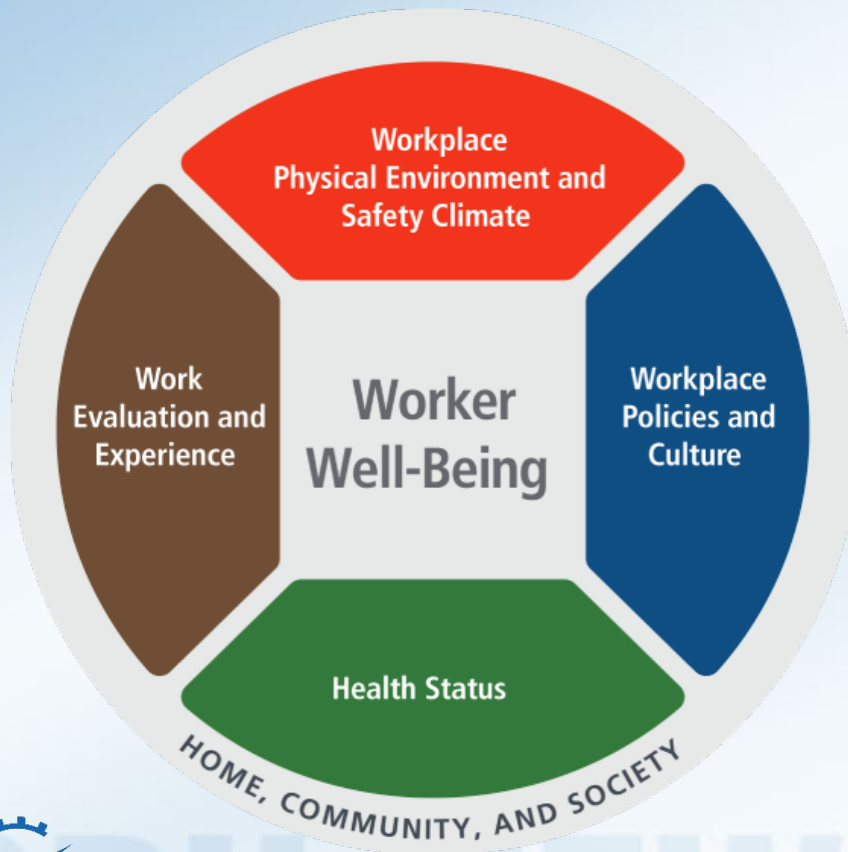 Workplace
Physical Environment and
Safety Climate
Work
Evaluation and
Experience
Worker
Well-Being
Workplace
Policies and
Culture
Health Status
HOME, COMMUNITY, AND SOCIETY